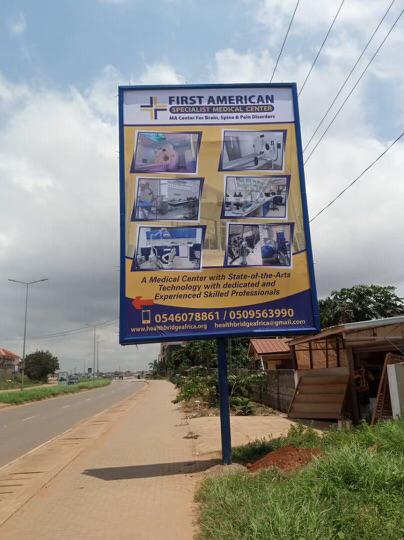 FIRST AMERICAN
SPECIALIST MEDICAL CENTER
MA Center For Brain, Spine & Pain Disorders
A Medical Center with State-of-the-Arts
Technology with dedicated and
Experienced Skilled Professionals
0546078861 / 0509563990
www.healthbridgeafrica.org healthbridgeafrica@gmail.com